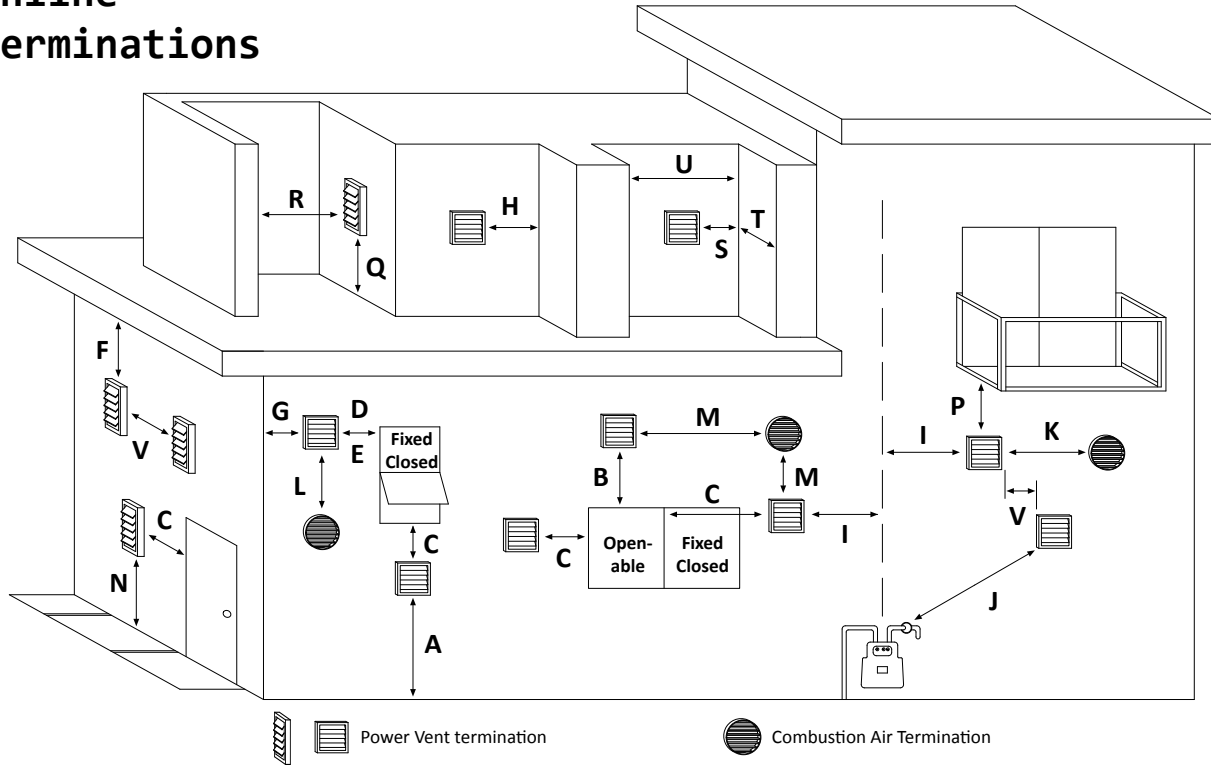 erminations
U
R
H
T
S
Q
F
P
G
D
M
I
K
V
E
Fixed
Closed
L
B
M
C
V
C
C
C
Open-
able
Fixed
Closed
I
N
J
A
Power Vent termination
Combustion Air Termination